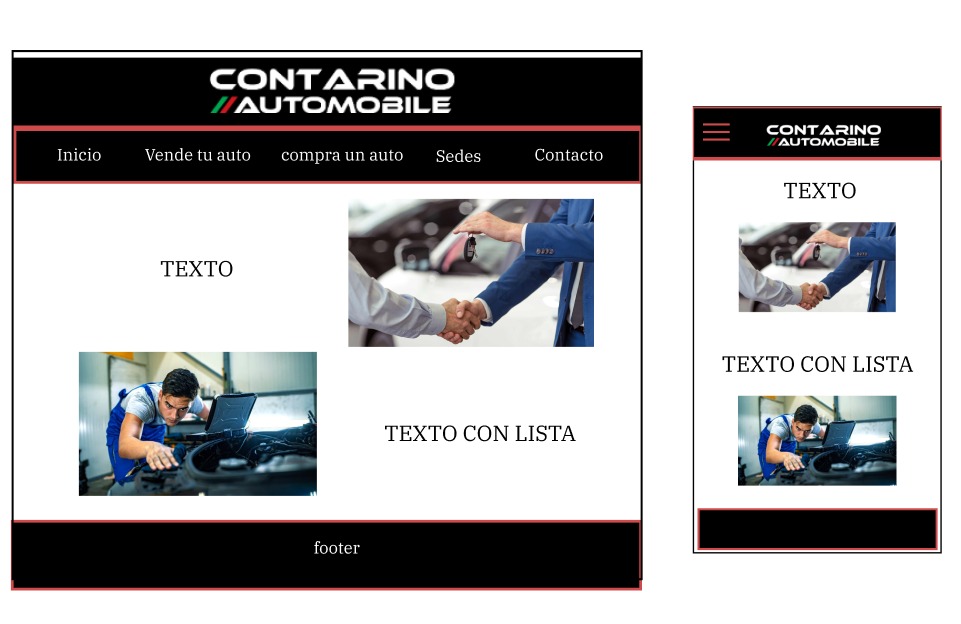 CONTARINO
AUTOMOBILE
Inicio Vende tu auto compra un auto Sedes Contacto
TEXTO
TEXTO CON LISTA
footer
CONTARINO
AUTOMOBILE
TEXTO
TEXTO CON LISTA